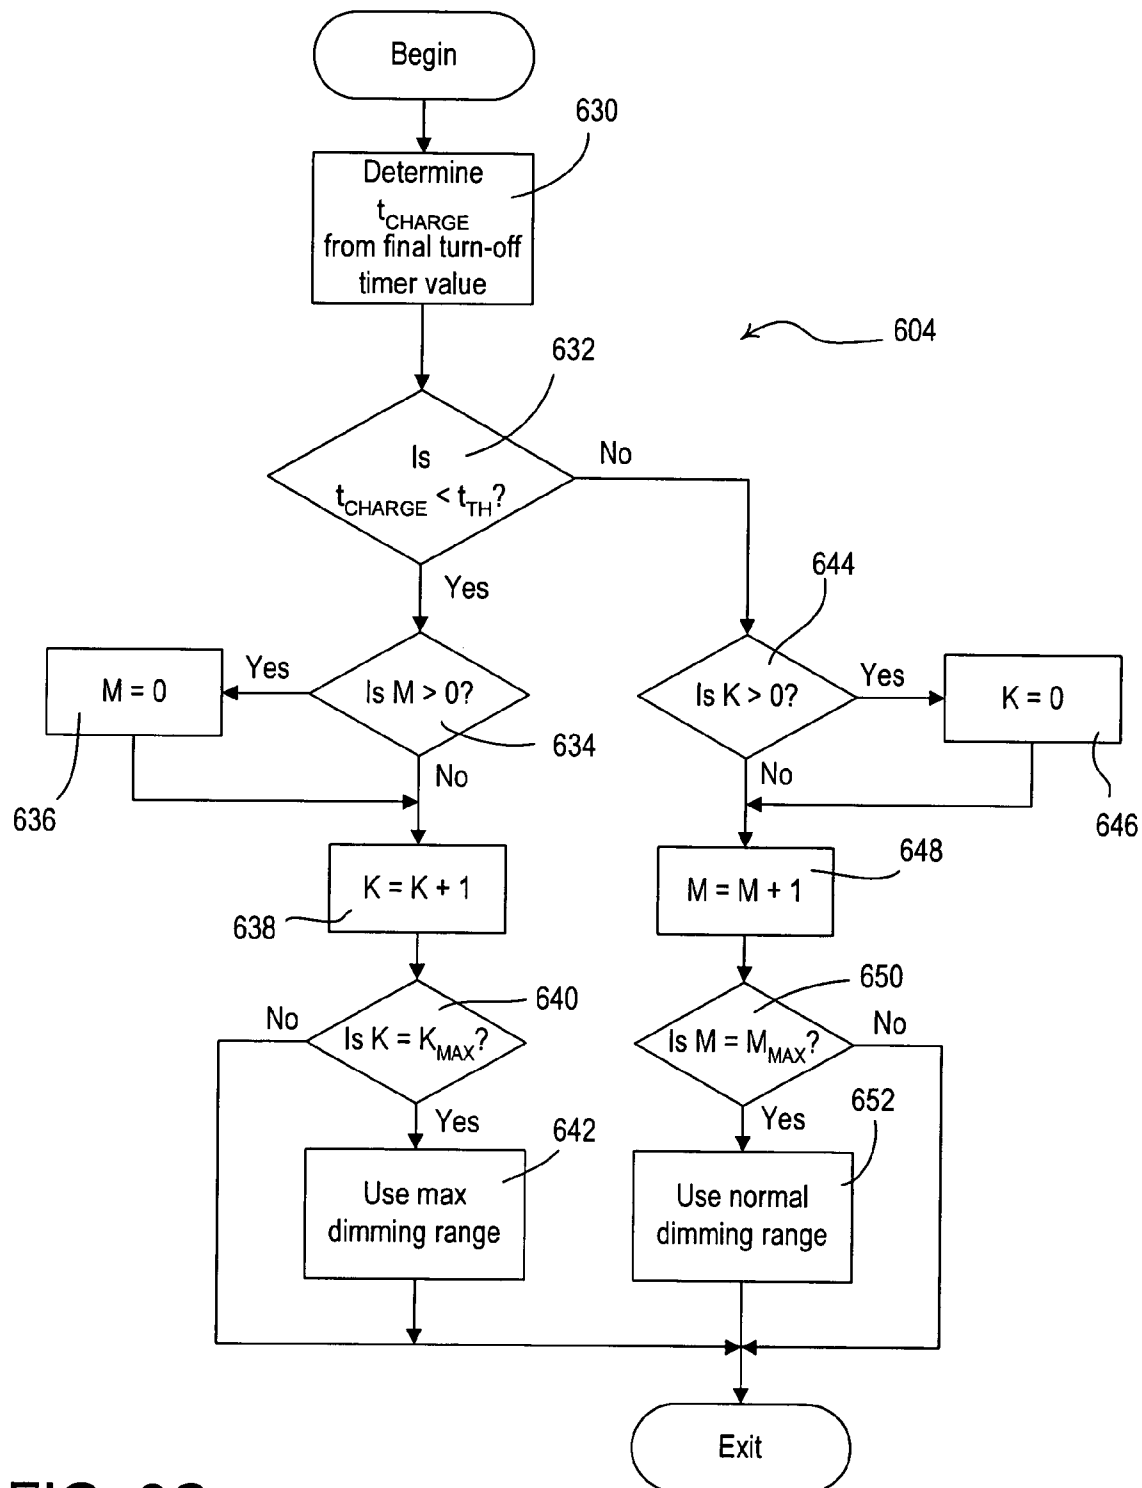 Begin
630
Determine
tCHARGE
from final turn-off
timer value
604
632
Is
tCHARGE < tTH?
No
Yes
644
Yes
M = 0
Is M > 0?
634
636
No
Is K > 0?
Yes
K = 0
646
No
K = K + 1
638
648
M = M + 1
640
No
Is K = KMAX?
Yes
650
Is M = MMAX?
No
Yes
642
Use max
dimming range
652
Use normal
dimming range
Exit